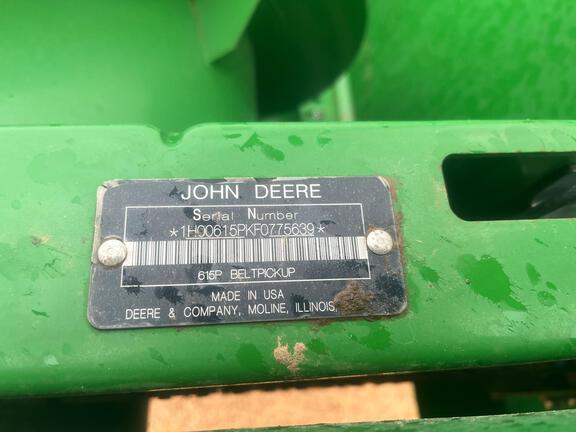 JOHN DEERE
Serial Number
*1H00615PKF0775639*
615P BELTPICKUP
MADE IN USA
DEERE & COMPANY, MOLINE, ILLINOIS,